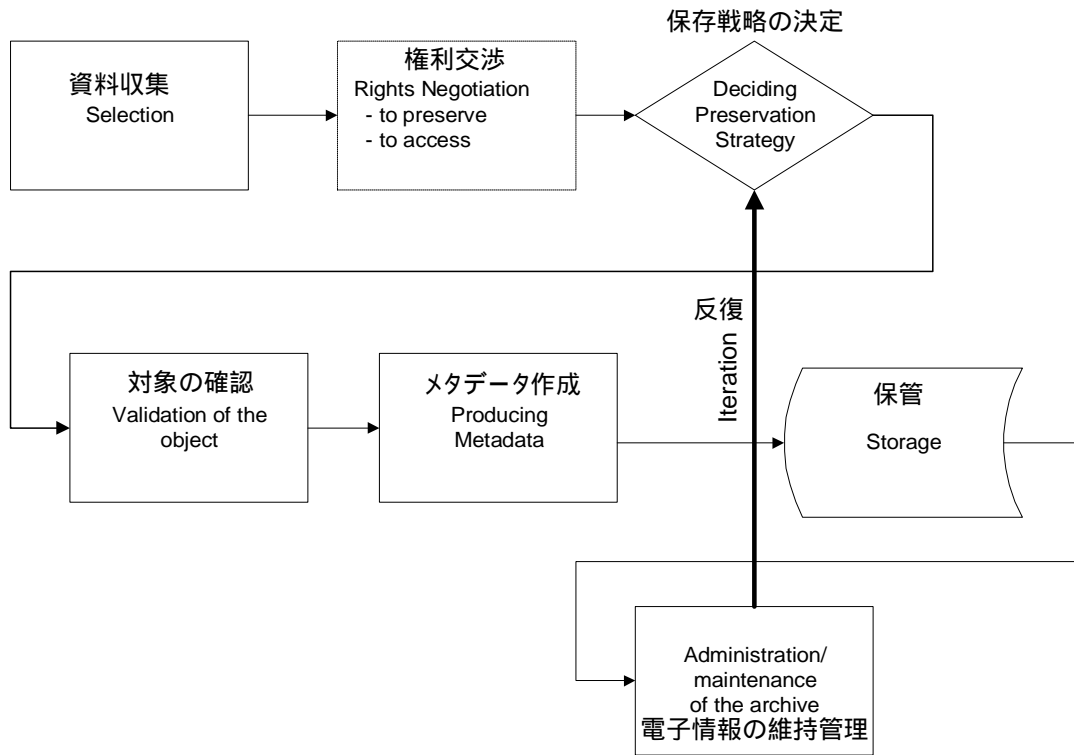 資料収集
Selection
権利交渉
Rights Negotiation
- to preserve
- to access
保存戦略の決定
Deciding
Preservation
Strategy
反復
Iteration
対象の確認
Validation of the
object
メタデータ作成
Producing
Metadata
保管
Storage
Administration/
maintenance
of the archive
電子情報の維持管理